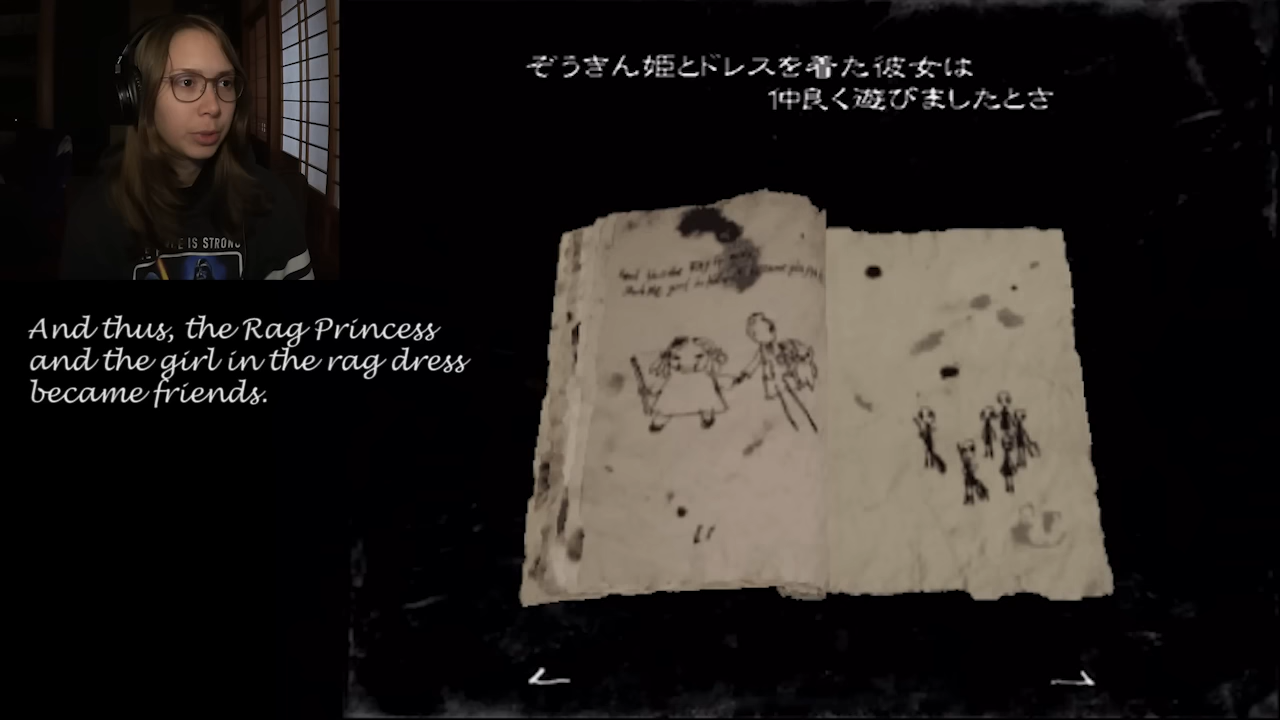 ぞうきん姫とドレスを着た彼女は
仲良く遊びましたとさ
IS STRONG
And thus, the Rag Princess
and the girl in the rag dress
became friends.